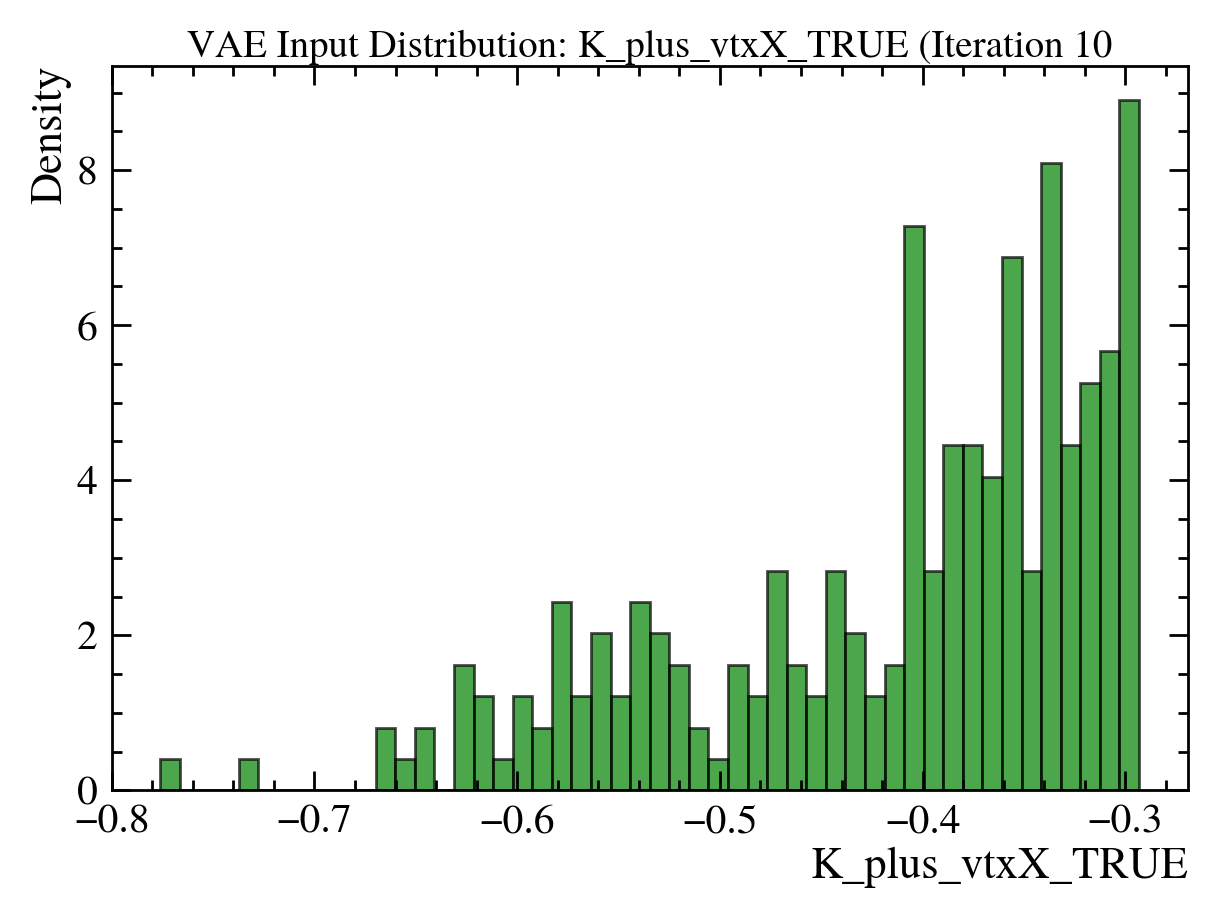 VAE Input Distribution: K_plus_vtxX_TRUE (Iteration 10
Density
8
6
4
2
0
−0.8 −0.7 −0.6 −0.5 −0.4 −0.3
K_plus_vtxX_TRUE